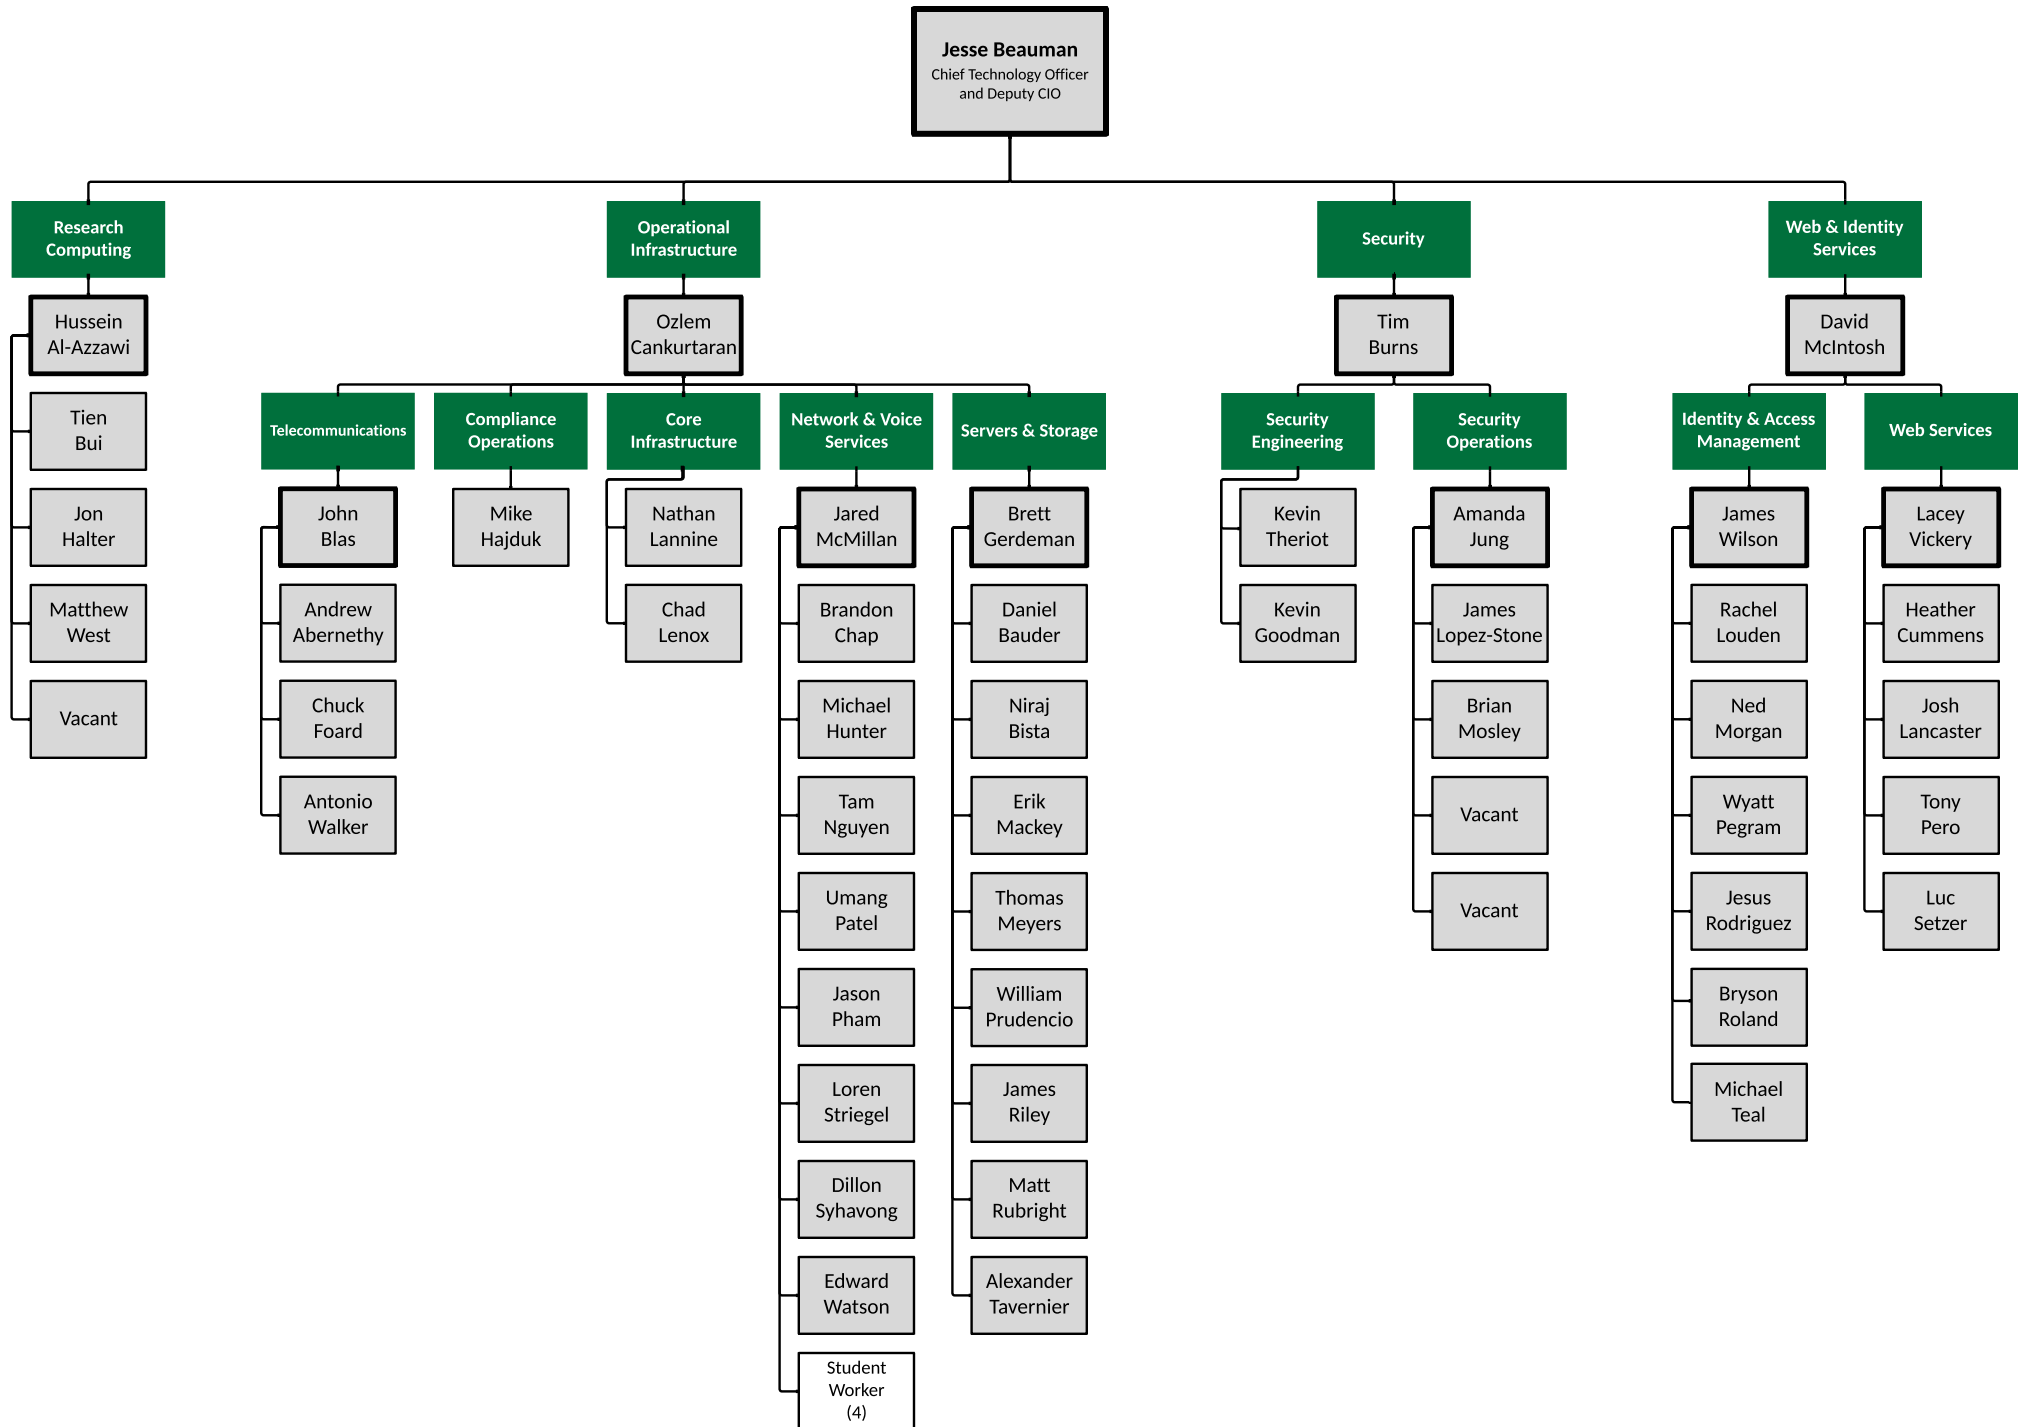 Jesse Beauman
Chief Technology Officer
and Deputy CIO
Research
Computing
Operational
Infrastructure
Security
Web & Identity
Services
Hussein
Al-Azzawi
Ozlem
Cankurtaran
Tim
Burns
David
McIntosh
Tien
Bui
Jon
Halter
Matthew
West
Vacant
Telecommunications
John
Blas
Andrew
Abernethy
Chuck
Foard
Antonio
Walker
Compliance
Operations
Mike
Hajduk
Core
Infrastructure
Nathan
Lannine
Chad
Lenox
Network & Voice
Services
Jared
McMillan
Brandon
Chap
Michael
Hunter
Tam
Nguyen
Umang
Patel
Jason
Pham
Loren
Striegel
Dillon
Syhavong
Edward
Watson
Student
Worker
(4)
Servers & Storage
Brett
Gerdeman
Daniel
Bauder
Niraj
Bista
Erik
Mackey
Thomas
Meyers
William
Prudencio
James
Riley
Matt
Rubright
Alexander
Tavernier
Security
Engineering
Kevin
Theriot
Kevin
Goodman
Security
Operations
Amanda
Jung
James
Lopez-Stone
Brian
Mosley
Vacant
Vacant
Identity & Access
Management
James
Wilson
Rachel
Louden
Ned
Morgan
Wyatt
Pegram
Jesus
Rodriguez
Bryson
Roland
Michael
Teal
Web Services
Lacey
Vickery
Heather
Cummens
Josh
Lancaster
Tony
Pero
Luc
Setzer